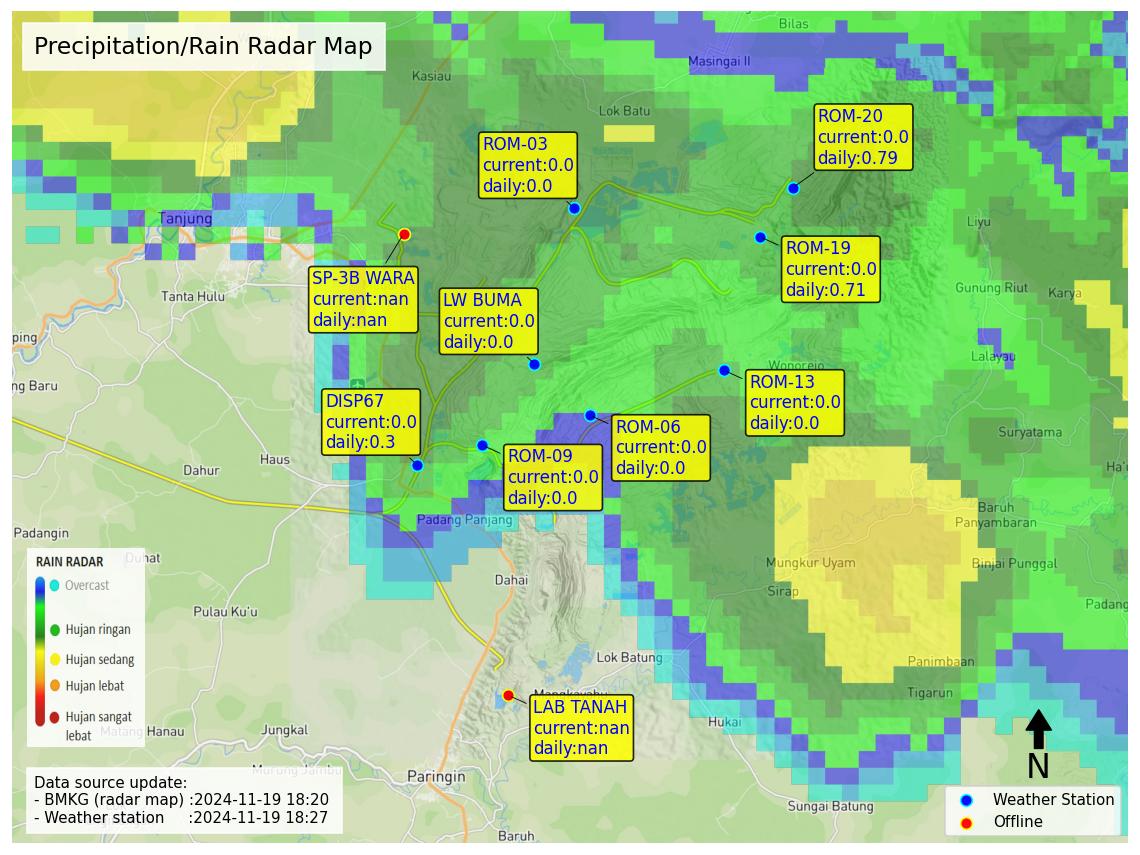 Precipitation/Rain Radar Map
Bilas
Masingai II
Kasiau
Lok Batu
ROM-20
current:0.0
daily:0.79
ROM-03
current:0.0
daily:0.0
Tanjung
Liyu
ROM-19
current:0.0
daily:0.71
SP-3B WARA
current:nan
daily:nan
Tanta Hulu
LW BUMA
current:0.0
daily:0.0
Gunung Riut
Karya
ping
Lalayau
Wonorejo
ng Baru
ROM-13
current:0.0
daily:0.0
DISP67
current:0.0
daily:0.3
ROM-06
current:0.0
daily:0.0
Suryatama
Haus
Dahur
ROM-09
current:0.0
daily:0.0
Ha'u
Baruh
Panyambaran
Padang Panjang
Padangin
Duhat
Mungkur Uyam
Binjai Punggal
Sirap
Dahai
Padang
Pulau Ku'u
RAIN RADAR
Overcast
Hujan ringan
Hujan sedang
Hujan lebat
Hujan sangat
lebat
Lok Batung
Panimbaan
Tigarun
Mangkayahu
LAB TANAH
current:nan
daily:nan
Hukai
Matang Hanau
Jungkal
Murung Jambu
Paringin
N
Data source update:
- BMKG (radar map) :2024-11-19 18:20
- Weather station :2024-11-19 18:27
Sungai Batung
Baruh
Weather Station
Offline